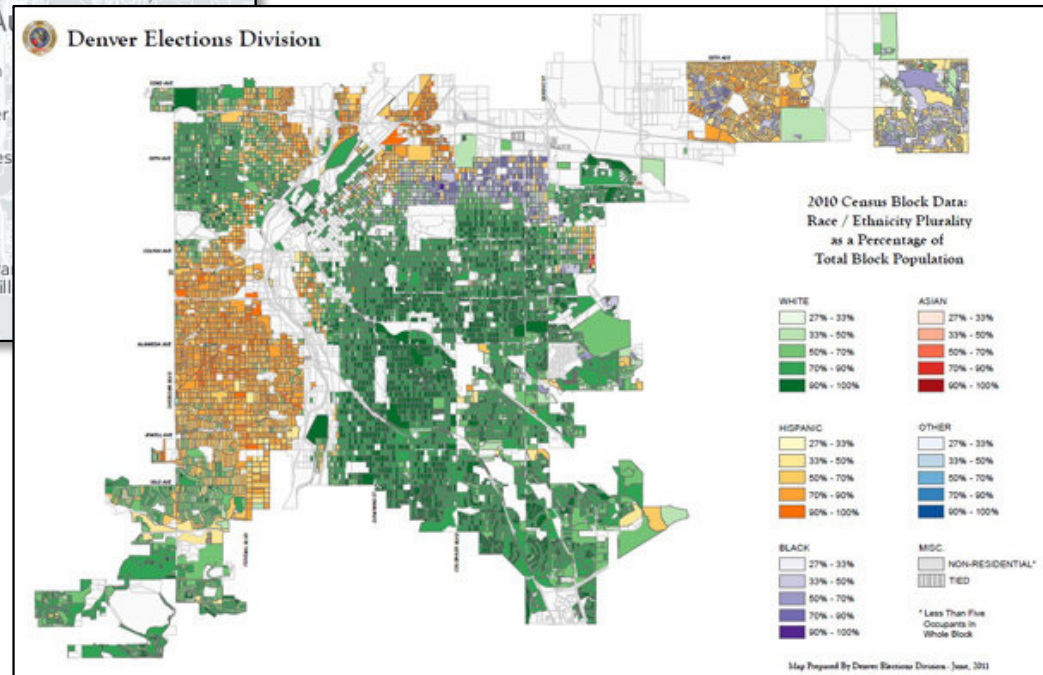 Denver Elections Division
2010 Census Block Data:
Race / Ethnicity Plurality
as a Percentage of
Total Block Population
WHITE
27% - 33%
33% - 50%
50% - 70%
70% - 90%
90% - 100%
ASIAN
27% - 33%
33% - 50%
50% - 70%
70% - 90%
90% - 100%
HISPANIC
27% - 33%
33% - 50%
50% - 70%
70% - 90%
90% - 100%
OTHER
27% - 33%
33% - 50%
50% - 70%
70% - 90%
90% - 100%
BLACK
27% - 33%
33% - 50%
50% - 70%
70% - 90%
90% - 100%
MISC.
NON-RESIDENTIAL*
TIED
* Less Than Five
Occupants In
Whole Block
Map Prepared By Denver Elections Division - June, 2011